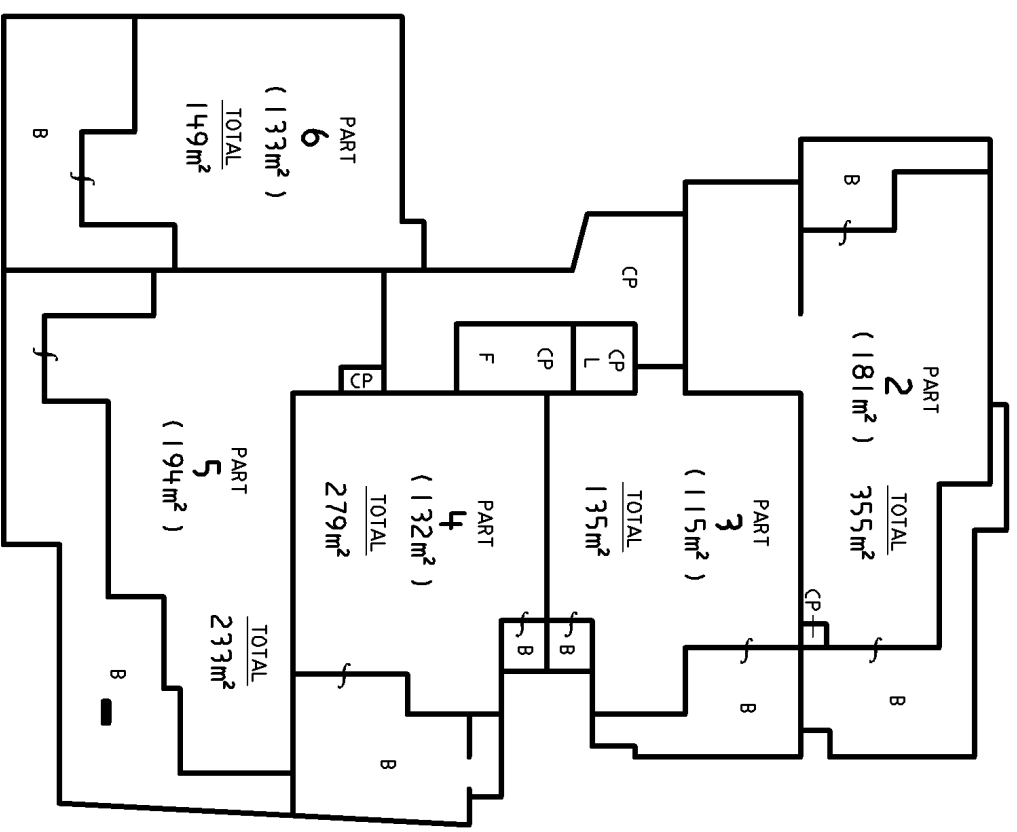 PART
6
(133m²)
TOTAL
149m²
B
B
PART
2
(181m²)
TOTAL
355m²
CP
CP
L
CP
F
CP
PART
5
(194m²)
TOTAL
233m²
B
PART
4
(132m²)
TOTAL
279m²
B
B
PART
3
(115m²)
TOTAL
135m²
B
B
CP
B